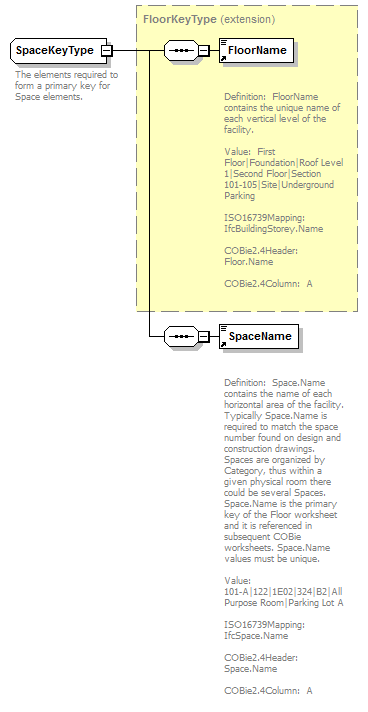 FloorKeyType (extension)
SpaceKeyType
The elements required to
form a primary key for
Space elements.
FloorName
Definition:  FloorName
contains the unique name of
each vertical level of the
facility.
Value:  First
Floor|Foundation|Roof Level
1|Second Floor|Section
101-105|Site|Underground
Parking
ISO16739Mapping:
IfcBuildingStorey.Name
COBie2.4Header:
Floor.Name
COBie2.4Column:  A
SpaceName
Definition:  Space.Name
contains the name of each
horizontal area of the facility.
Typically Space.Name is
required to match the space
number found on design and
construction drawings.
Spaces are organized by
Category, thus within a
given physical room there
could be several Spaces.
Space.Name is the primary
key of the Floor worksheet
and it is referenced in
subsequent COBie
worksheets. Space.Name
values must be unique.
Value:
101-A|122|1E02|324|B2|All
Purpose Room|Parking Lot A
ISO16739Mapping:
IfcSpace.Name
COBie2.4Header:
Space.Name
COBie2.4Column:  A